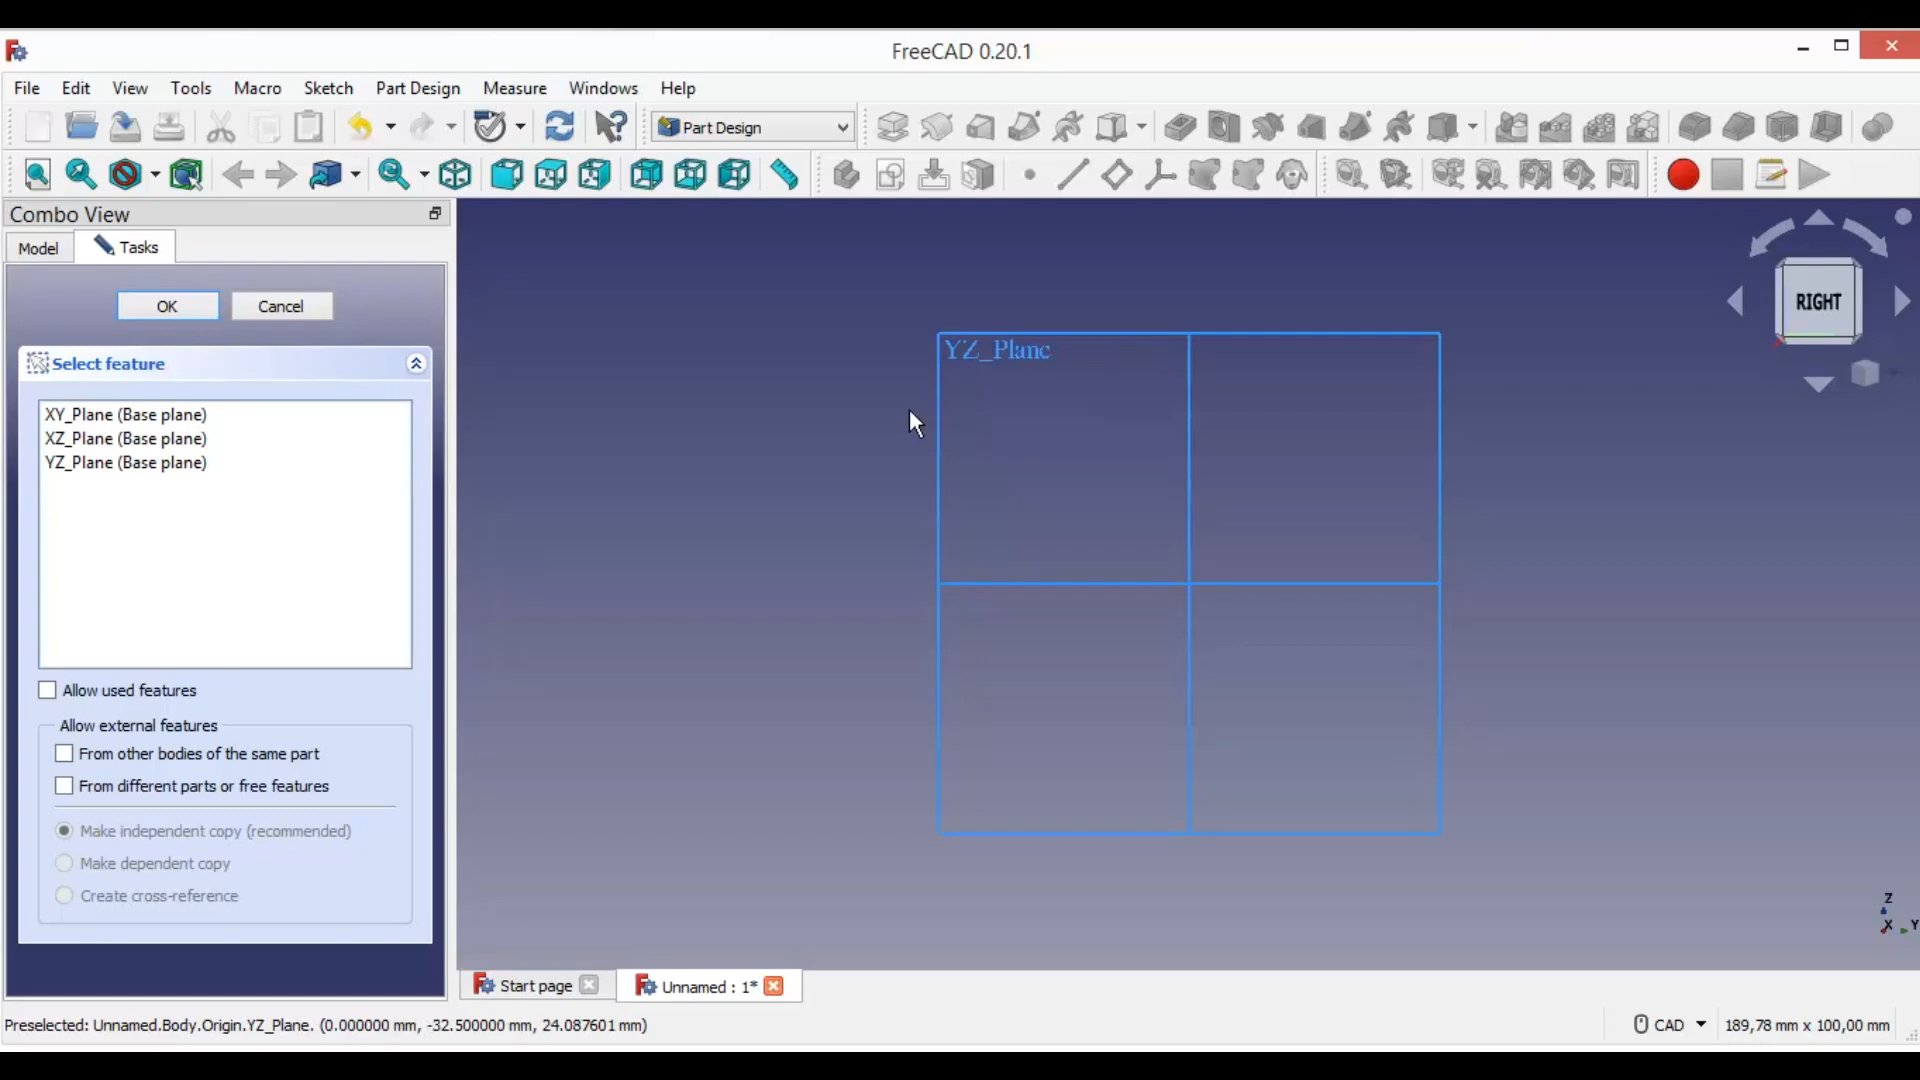 FreeCAD 0.20.1
File Edit View Tools Macro Sketch Part Design Measure Windows Help
Part Design
Combo View
Model Tasks
OK Cancel
Select feature
XY_Plane (Base plane)
XZ_Plane (Base plane)
YZ_Plane (Base plane)
Allow used features
Allow external features
From other bodies of the same part
From different parts or free features
Make independent copy (recommended)
Make dependent copy
Create cross-reference
YZ_Plane
RIGHT
Z
X Y
Start page Unnamed : 1*
Preselected: Unnamed.Body.Origin.YZ_Plane. (0.000000 mm, -32.500000 mm, 24.087601 mm)
CAD 189,78 mm x 100,00 mm